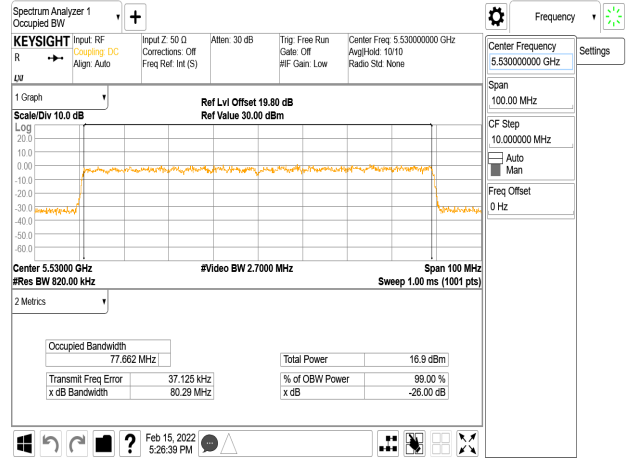 Spectrum Analyzer 1
Occupied BW
Frequency
KEYSIGHT
R
LXI
Input: RF
Coupling: DC
Align: Auto
Input Z: 50 Ω
Corrections: Off
Freq Ref: Int (S)
Atten: 30 dB
Trig: Free Run
Gate: Off
#IF Gain: Low
Center Freq: 5.530000000 GHz
Avg|Hold: 10/10
Radio Std: None
Center Frequency
5.530000000 GHz
Settings
Span
100.00 MHz
CF Step
10.000000 MHz
Auto
Man
Freq Offset
0 Hz
1 Graph
Scale/Div 10.0 dB
Ref Lvl Offset 19.80 dB
Ref Value 30.00 dBm
Log
20.0
10.0
0.00
-10.0
-20.0
-30.0
-40.0
-50.0
-60.0
Center 5.53000 GHz
#Res BW 820.00 kHz
#Video BW 2.7000 MHz
Span 100 MHz
Sweep 1.00 ms (1001 pts)
2 Metrics
Occupied Bandwidth
77.662 MHz
Total Power 16.9 dBm
Transmit Freq Error 37.125 kHz
% of OBW Power 99.00 %
x dB Bandwidth 80.29 MHz
x dB -26.00 dB
Feb 15, 2022
5:26:39 PM